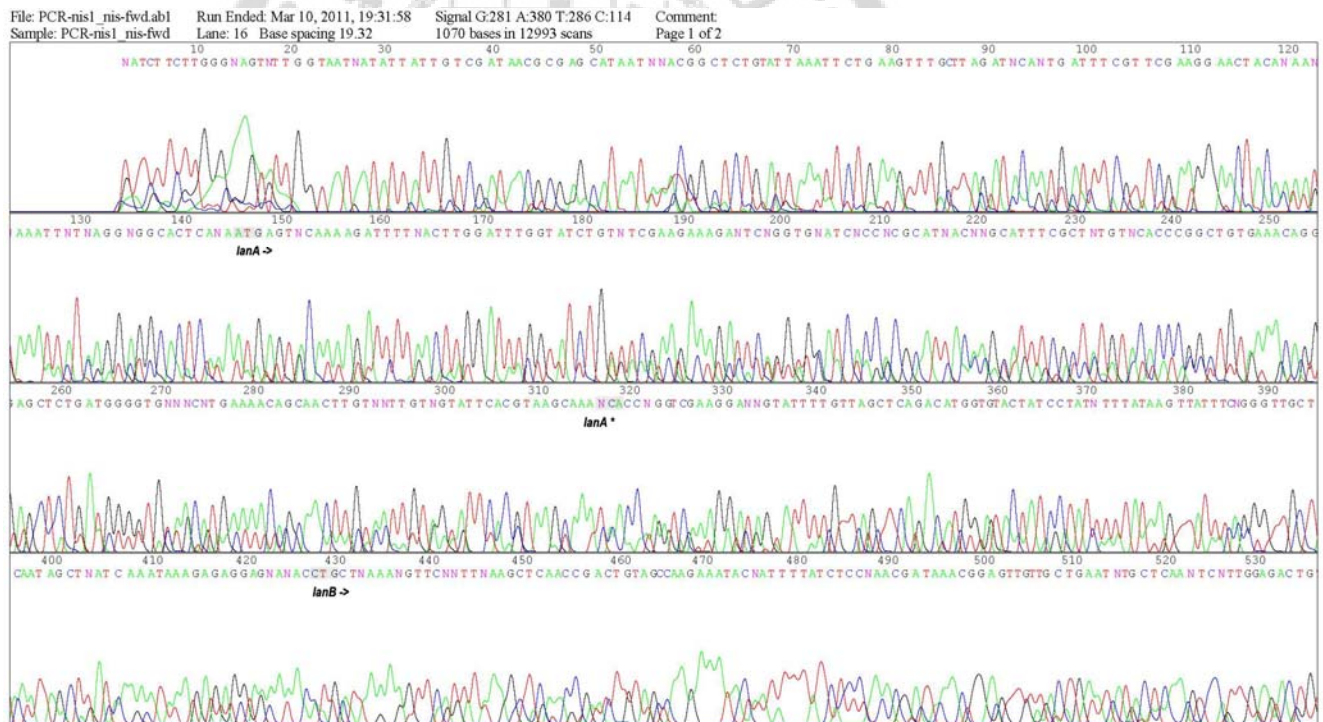 File: PCR-nis1_nis-fwd.ab1 Run Ended: Mar 10, 2011, 19:31:58 Signal G:281 A:380 T:286 C:114 Comment:
Sample: PCR-nis1_nis-fwd Lane: 16 Base spacing 19.32 1070 bases in 12993 scans Page 1 of 2
10 20 30 40 50 60 70 80 90 100 110 120
NATCTTCTTGGGNAGTNTTGGTAATNATATTATTGTCGATAACGCGAGCATAATNNACGGCTCTGTATTAAATTCTGAAGTTTGCTTAGATNCANTGATTTCGTTCGAAGGAACTACANAAN
130 140 150 160 170 180 190 200 210 220 230 240 250
AAATTNTNAGGNGGCACTCANAATGAGTNCAAAAGATTTTNACTTGGATTTGGTATCTGTNTCGAAGAAAGANTCNGGTGNATCNCCNCGCATNACNNGCATTTCGCTNTGTNCACCCGGCTGTGAAACAGG
lanA ->
260 270 280 290 300 310 320 330 340 350 360 370 380 390
GAGCTCTGATGGGGTGNNNCNTGAAAACAGCAACTTGTNNTTGTNGTATTCACGTAAGCAAANCACCNGGTCGAAGGANNGTATTTTGTTAGCTCAGACATGGTGTACTATCCTATNTTTATAAGTTATTTCNGGGTTGCT
lanA *
400 410 420 430 440 450 460 470 480 490 500 510 520 530
CAATAGCTNATCAAATAAAGAGAGGAGNANACCTGCTNAAANGTTCNNTTNAAGCTCAACCGACTGTAGCCAAGAAATACNATTTTATCTCCNAACGATAAACGGAGTTGTTGCTGAATNTGCTCAANTCNTTGGAGACTG
lanB ->